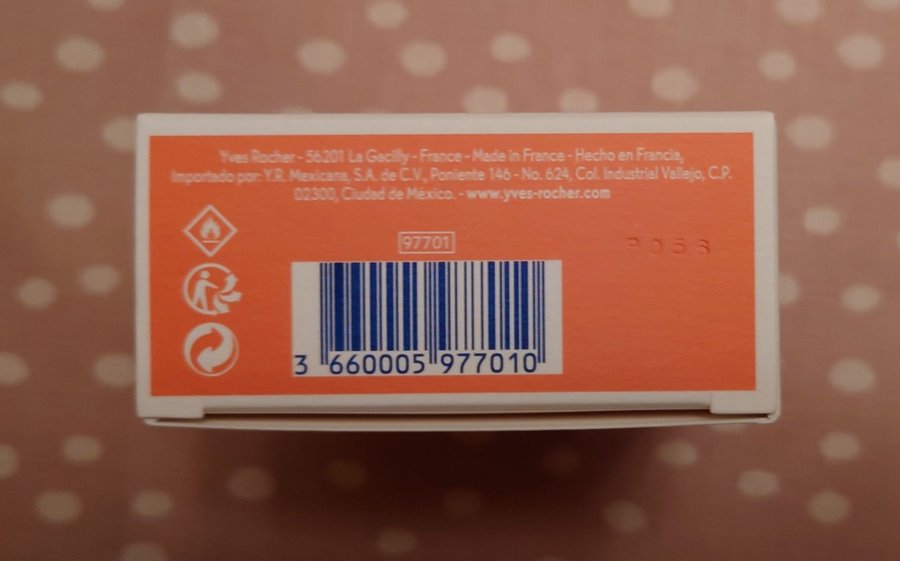 Yves Rocher - 56201 La Gacilly - France - Made in France - Hecho en Francia,
Importado por: Y.R. Mexicana, S.A. de C.V., Poniente 146 - No. 624, Col. Industrial Vallejo, C.P.
02300, Ciudad de México. - www.yves-rocher.com
97701
3 660005 977010